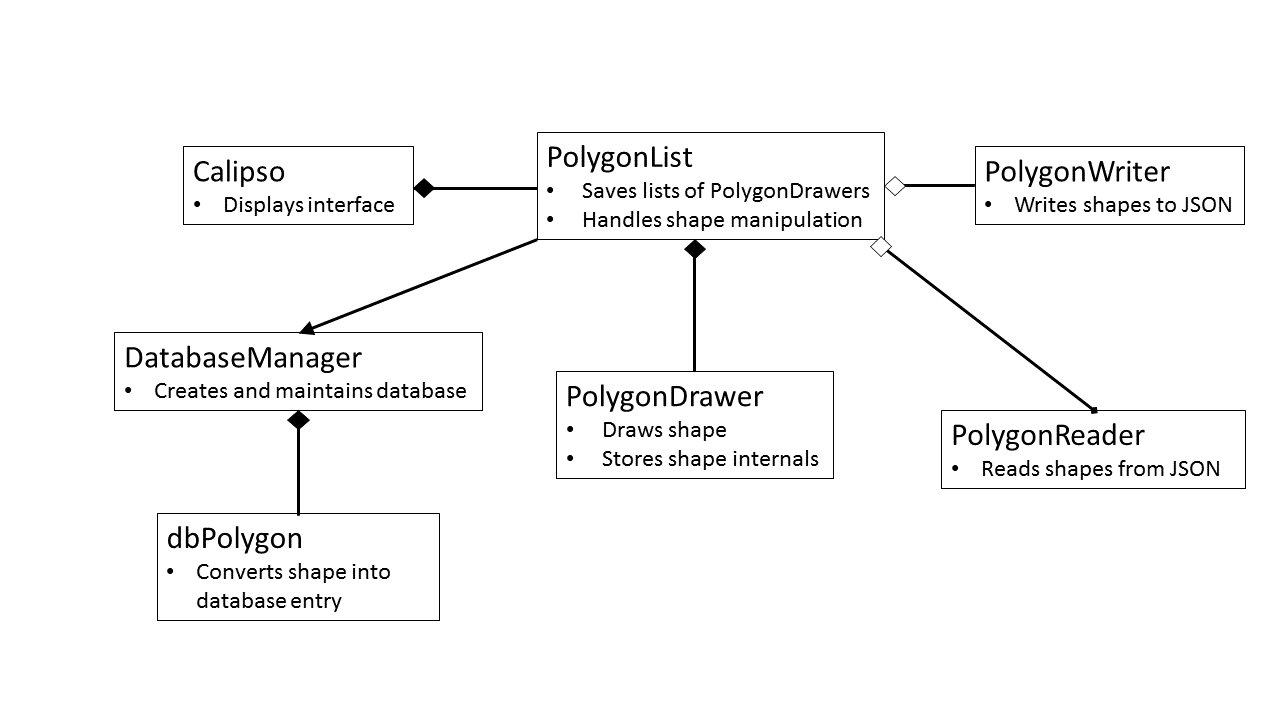 Calipso
• Displays interface
PolygonList
• Saves lists of PolygonDrawers
• Handles shape manipulation
PolygonWriter
• Writes shapes to JSON
DatabaseManager
• Creates and maintains database
PolygonDrawer
• Draws shape
• Stores shape internals
PolygonReader
• Reads shapes from JSON
dbPolygon
• Converts shape into
database entry